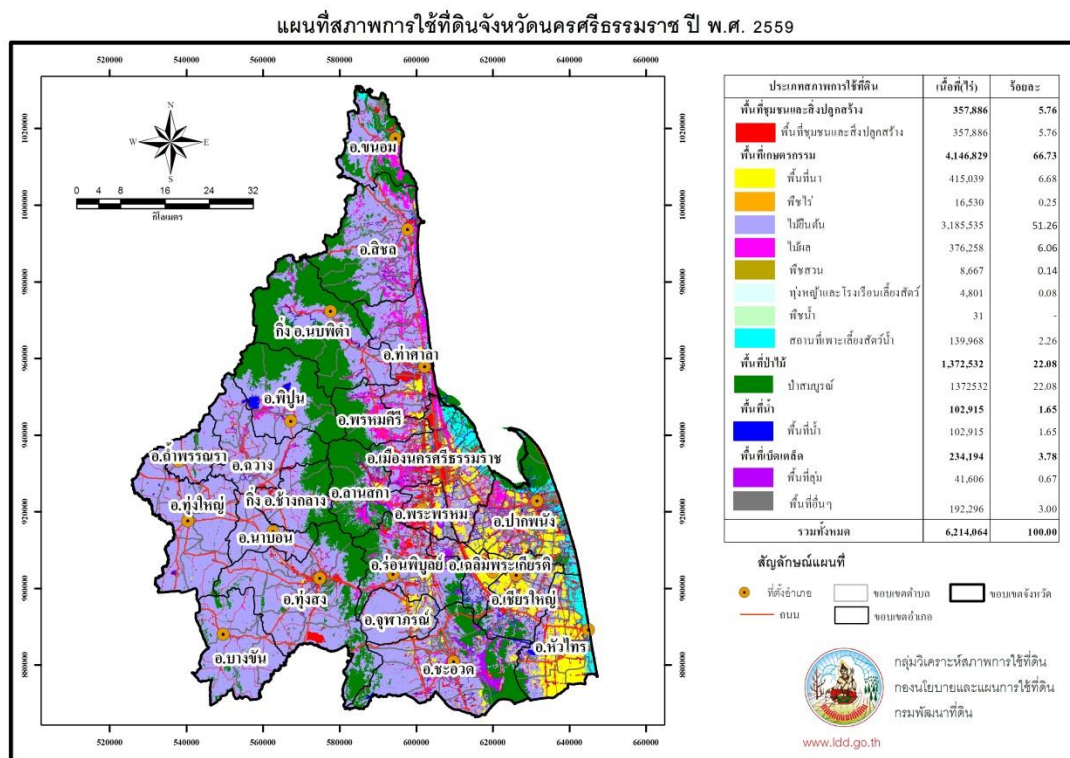 แผนที่สภาพการใช้ที่ดินจังหวัดนครศรีธรรมราช ปี พ.ศ. 2559
520000 540000 560000 580000 600000 620000 640000 660000
1020000
1000000
980000
960000
940000
920000
900000
880000
N
W E
S
0 4 8 16 24 32
กิโลเมตร
อ.ขนอม
อ.สิชล
กิ่ง อ.นบพิตำ
อ.ท่าศาลา
อ.พิปูน
อ.พรหมคีรี
อ.เมืองนครศรีธรรมราช
อ.ถ้ำพรรณรา
อ.ฉวาง
อ.ลานสกา
กิ่ง อ.ช้างกลาง
อ.ทุ่งใหญ่
อ.พระพรหม
อ.ปากพนัง
อ.นาบอน
อ.ร่อนพิบูลย์
อ.เฉลิมพระเกียรติ
อ.ทุ่งสง
อ.เชียรใหญ่
อ.จุฬาภรณ์
อ.หัวไทร
อ.บางขัน
อ.ชะอวด
1020000
1000000
980000
960000
940000
920000
900000
880000
520000 540000 560000 580000 600000 620000 640000 660000
ประเภทสภาพการใช้ที่ดิน เนื้อที่(ไร่) ร้อยละ
พื้นที่ชุมชนและสิ่งปลูกสร้าง 357,886 5.76
พื้นที่ชุมชนและสิ่งปลูกสร้าง 357,886 5.76
พื้นที่เกษตรกรรม 4,146,829 66.73
พื้นที่นา 415,039 6.68
พืชไร่ 16,530 0.25
ไม้ยืนต้น 3,185,535 51.26
ไม้ผล 376,258 6.06
พืชสวน 8,667 0.14
ทุ่งหญ้าและโรงเรือนเลี้ยงสัตว์ 4,801 0.08
พืชน้ำ 31 -
สถานที่เพาะเลี้ยงสัตว์น้ำ 139,968 2.26
พื้นที่ป่าไม้ 1,372,532 22.08
ป่าสมบูรณ์ 1372532 22.08
พื้นที่น้ำ 102,915 1.65
พื้นที่น้ำ 102,915 1.65
พื้นที่เบ็ดเตล็ด 234,194 3.78
พื้นที่ลุ่ม 41,606 0.67
พื้นที่อื่นๆ 192,296 3.00
รวมทั้งหมด 6,214,064 100.00
สัญลักษณ์แผนที่
ที่ตั้งอำเภอ ขอบเขตตำบล ขอบเขตจังหวัด
ถนน ขอบเขตอำเภอ
กลุ่มวิเคราะห์สภาพการใช้ที่ดิน
กองนโยบายและแผนการใช้ที่ดิน
กรมพัฒนาที่ดิน
www.ldd.go.th